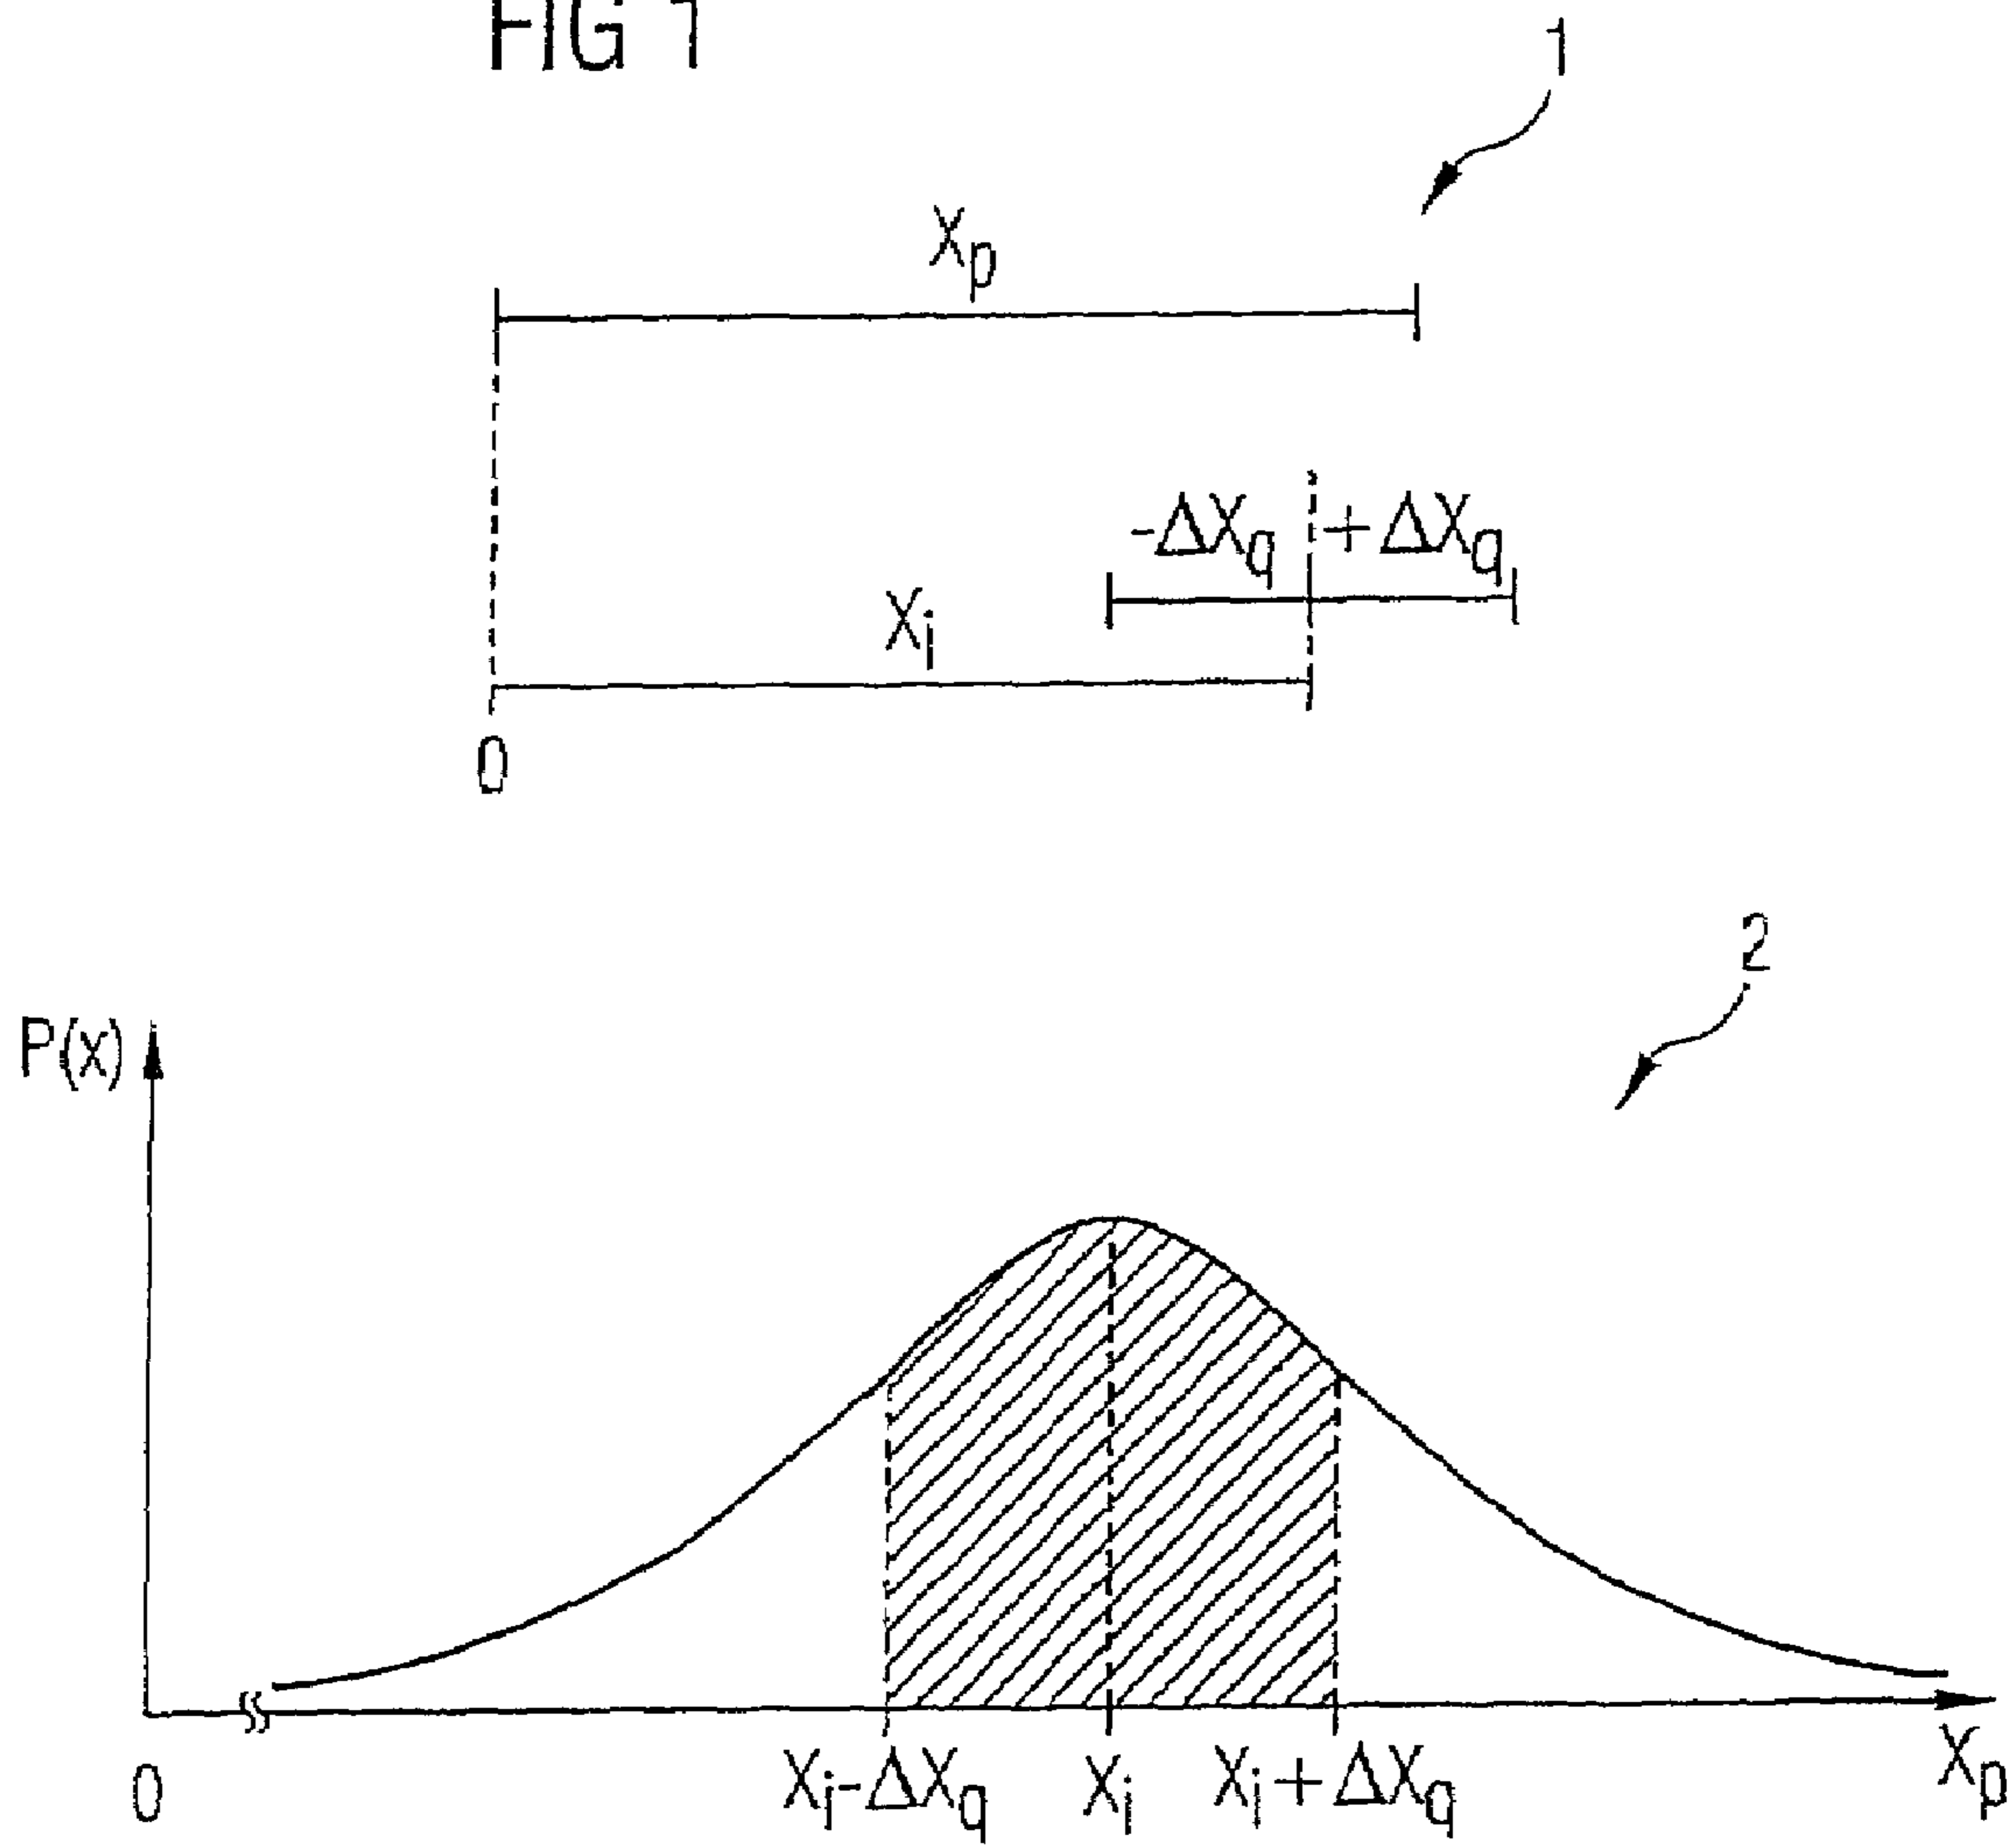 FIG 1
1
Xp
-ΔXq + ΔXq
Xi
0
2
P(x)
0
Xi-ΔXq Xi Xi+ΔXq Xp